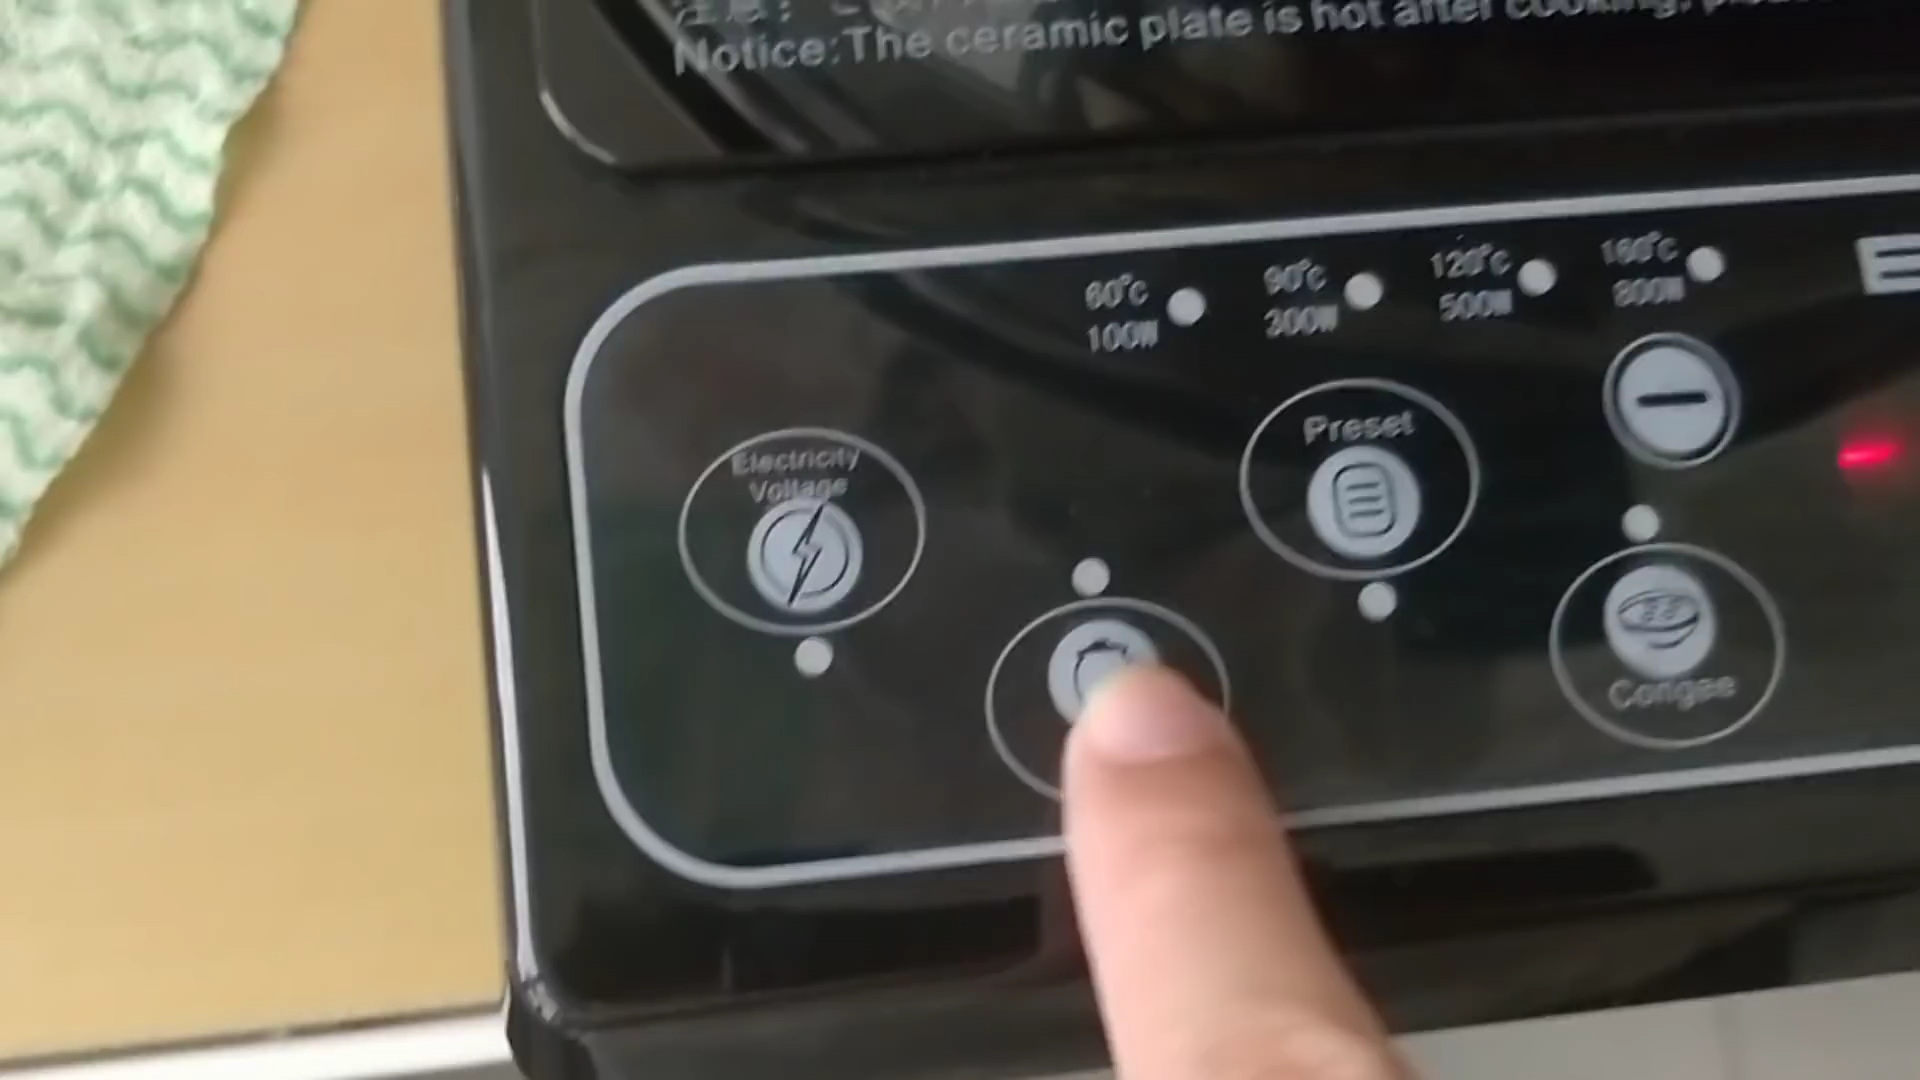 Notice:The ceramic plate is hot after cooking,
60°c
100W
90°c
300W
120°c
500W
160°c
800W
Electricity
Voltage
Preset
Congee